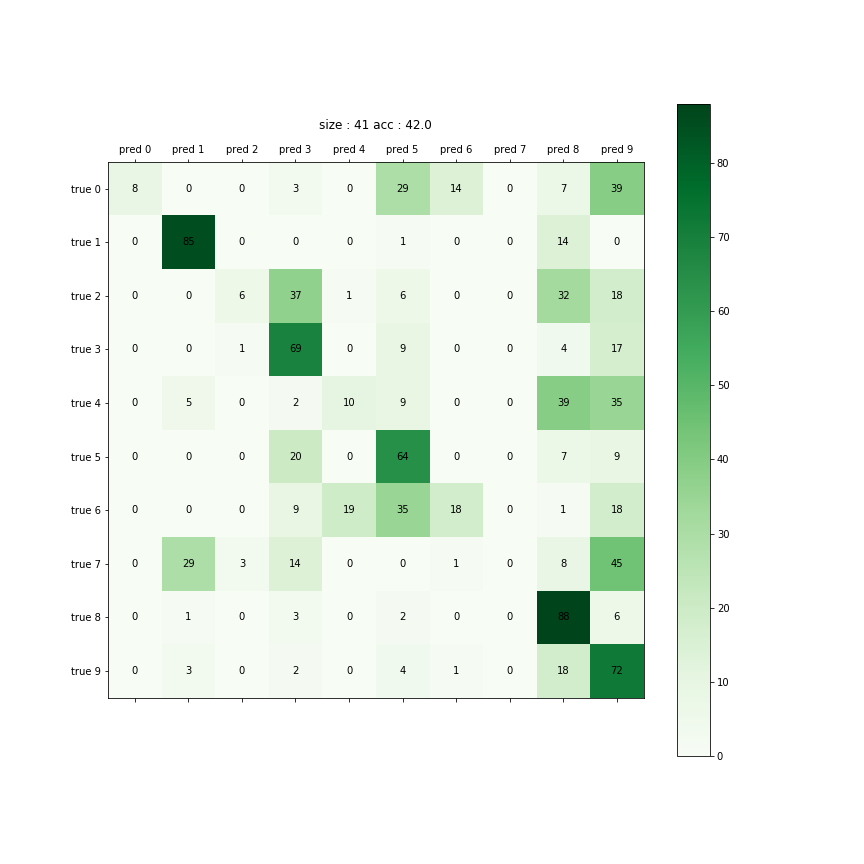 size : 41 acc : 42.0
pred 0 pred 1 pred 2 pred 3 pred 4 pred 5 pred 6 pred 7 pred 8 pred 9
true 0 8 0 0 3 0 29 14 0 7 39
true 1 0 85 0 0 0 1 0 0 14 0
true 2 0 0 6 37 1 6 0 0 32 18
true 3 0 0 1 69 0 9 0 0 4 17
true 4 0 5 0 2 10 9 0 0 39 35
true 5 0 0 0 20 0 64 0 0 7 9
true 6 0 0 0 9 19 35 18 0 1 18
true 7 0 29 3 14 0 0 1 0 8 45
true 8 0 1 0 3 0 2 0 0 88 6
true 9 0 3 0 2 0 4 1 0 18 72
80
70
60
50
40
30
20
10
0